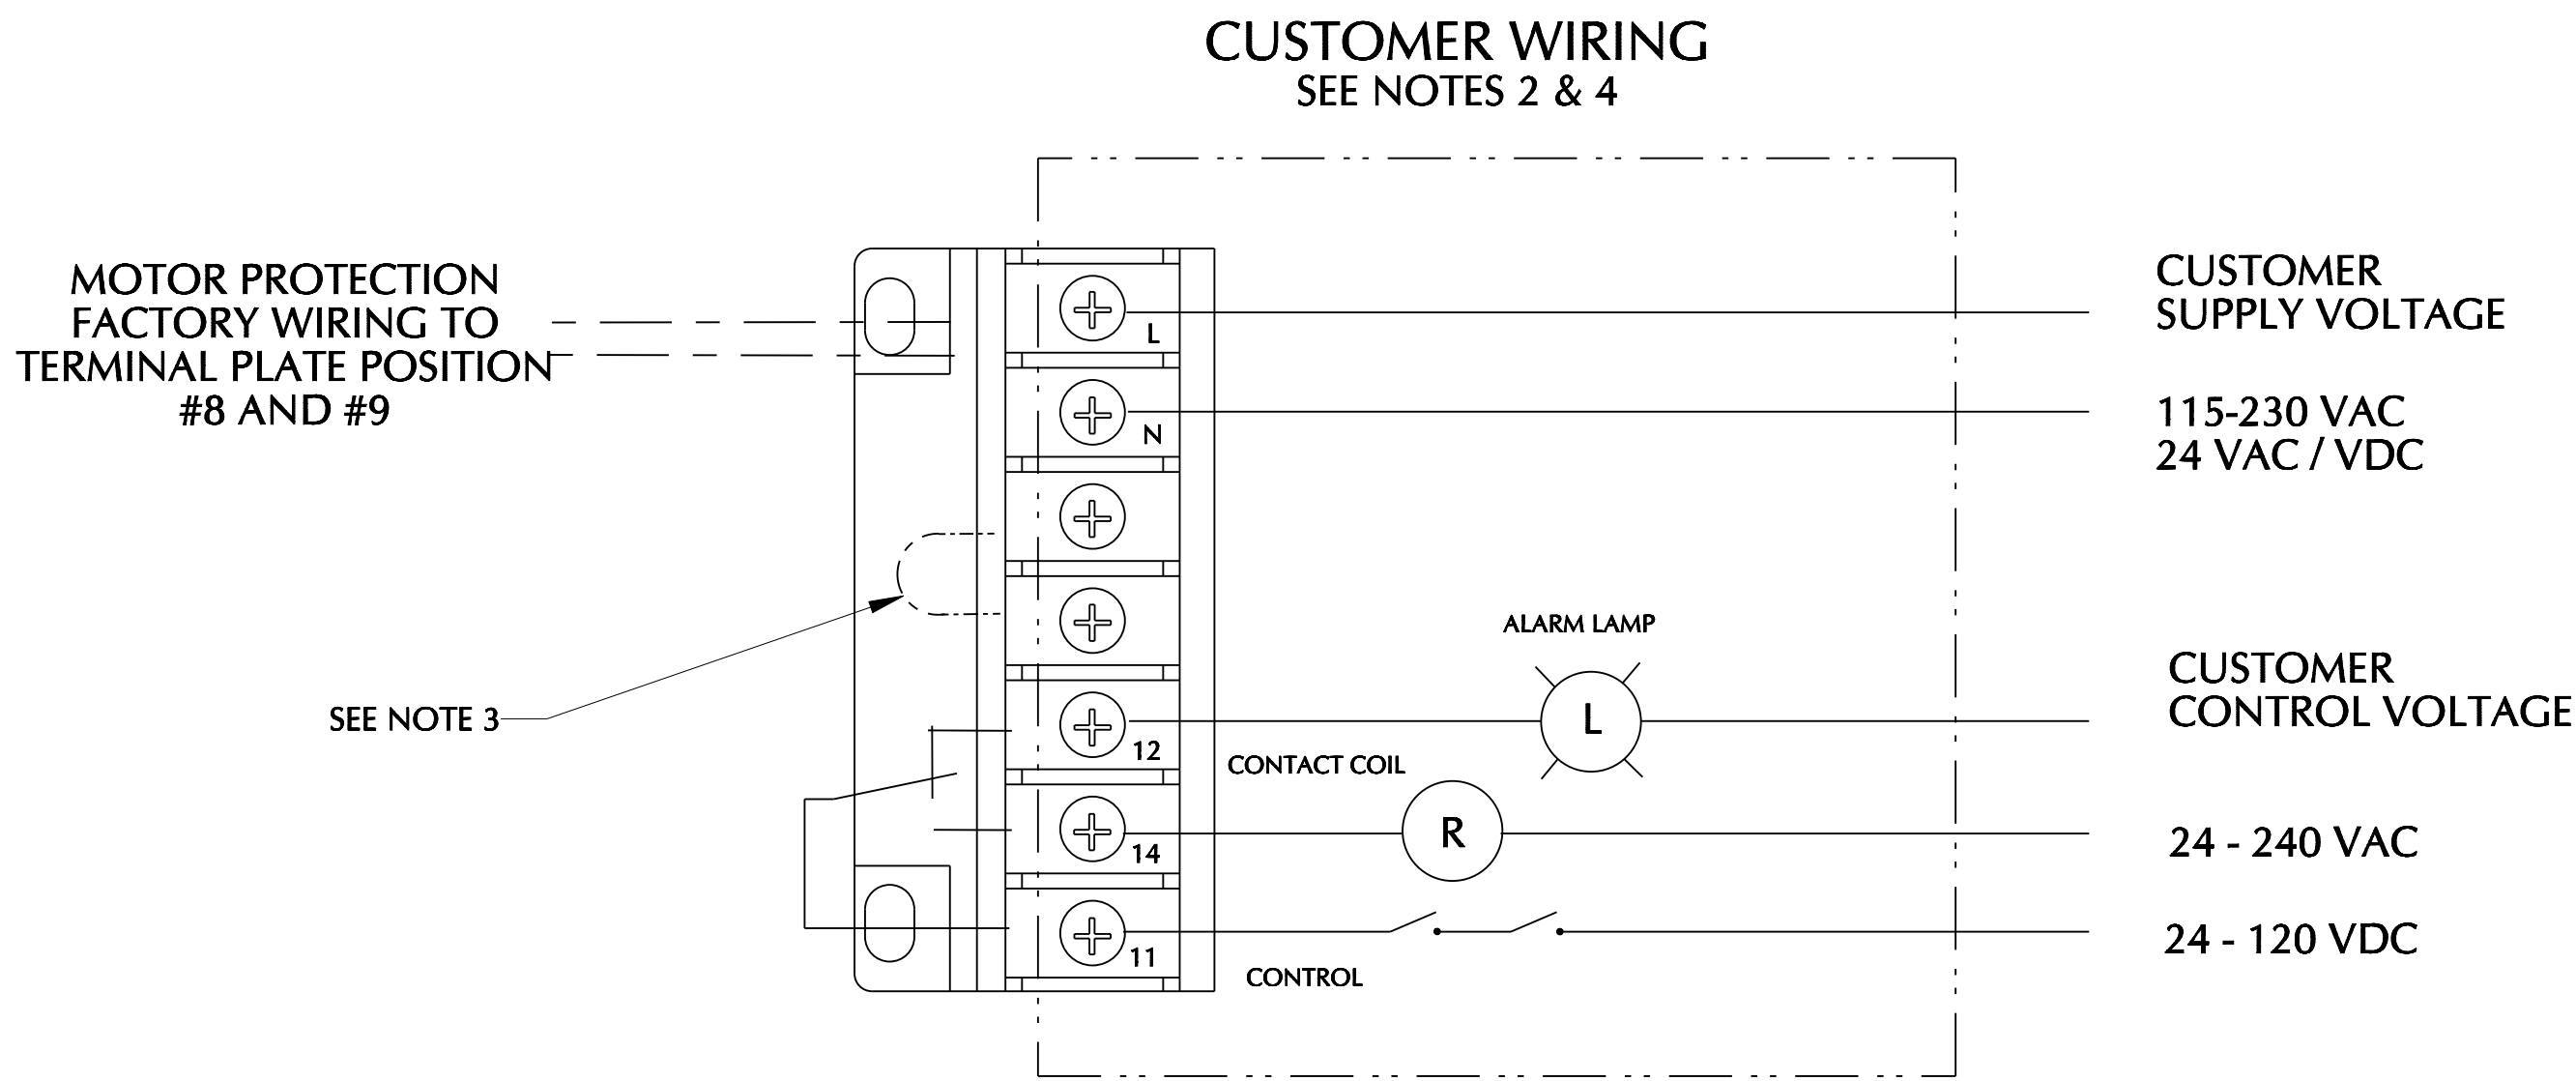 CUSTOMER WIRING
SEE NOTES 2 & 4
MOTOR PROTECTION
FACTORY WIRING TO
TERMINAL PLATE POSITION
#8 AND #9
L
N
CUSTOMER
SUPPLY VOLTAGE
115-230 VAC
24 VAC / VDC
SEE NOTE 3
ALARM LAMP
L
12
CONTACT COIL
R
14
11
CONTROL
CUSTOMER
CONTROL VOLTAGE
24 - 240 VAC
24 - 120 VDC